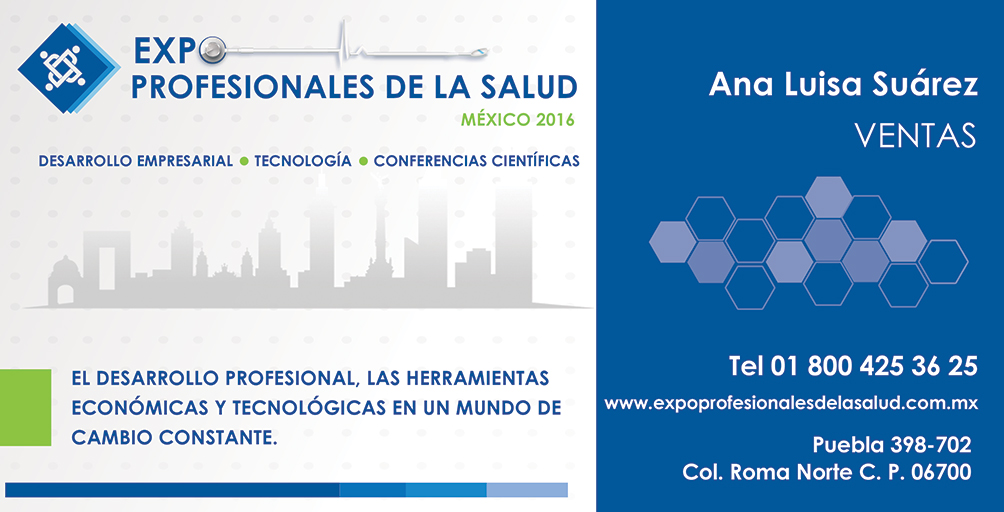 EXPO
PROFESIONALES DE LA SALUD
MÉXICO 2016
DESARROLLO EMPRESARIAL ● TECNOLOGÍA ● CONFERENCIAS CIENTÍFICAS
EL DESARROLLO PROFESIONAL, LAS HERRAMIENTAS
ECONÓMICAS Y TECNOLÓGICAS EN UN MUNDO DE
CAMBIO CONSTANTE.
Ana Luisa Suárez
VENTAS
Tel 01 800 425 36 25
www.expoprofesionalesdelasalud.com.mx
Puebla 398-702
Col. Roma Norte C. P. 06700